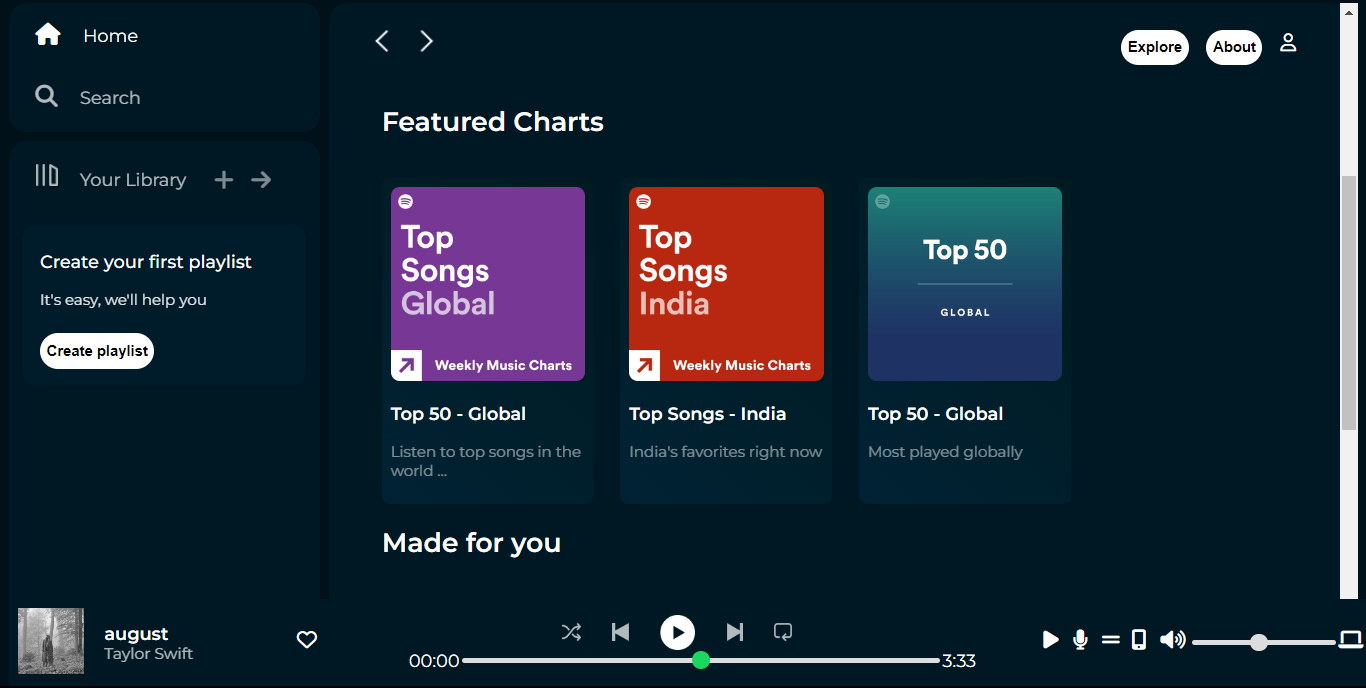 Home
Search
Your Library
Create your first playlist
It's easy, we'll help you
Create playlist
Explore
About
Featured Charts
Top
Songs
Global
Weekly Music Charts
Top 50 - Global
Listen to top songs in the
world ...
Top
Songs
India
Weekly Music Charts
Top Songs - India
India's favorites right now
Top 50
GLOBAL
Top 50 - Global
Most played globally
Made for you
august
Taylor Swift
00:00
3:33